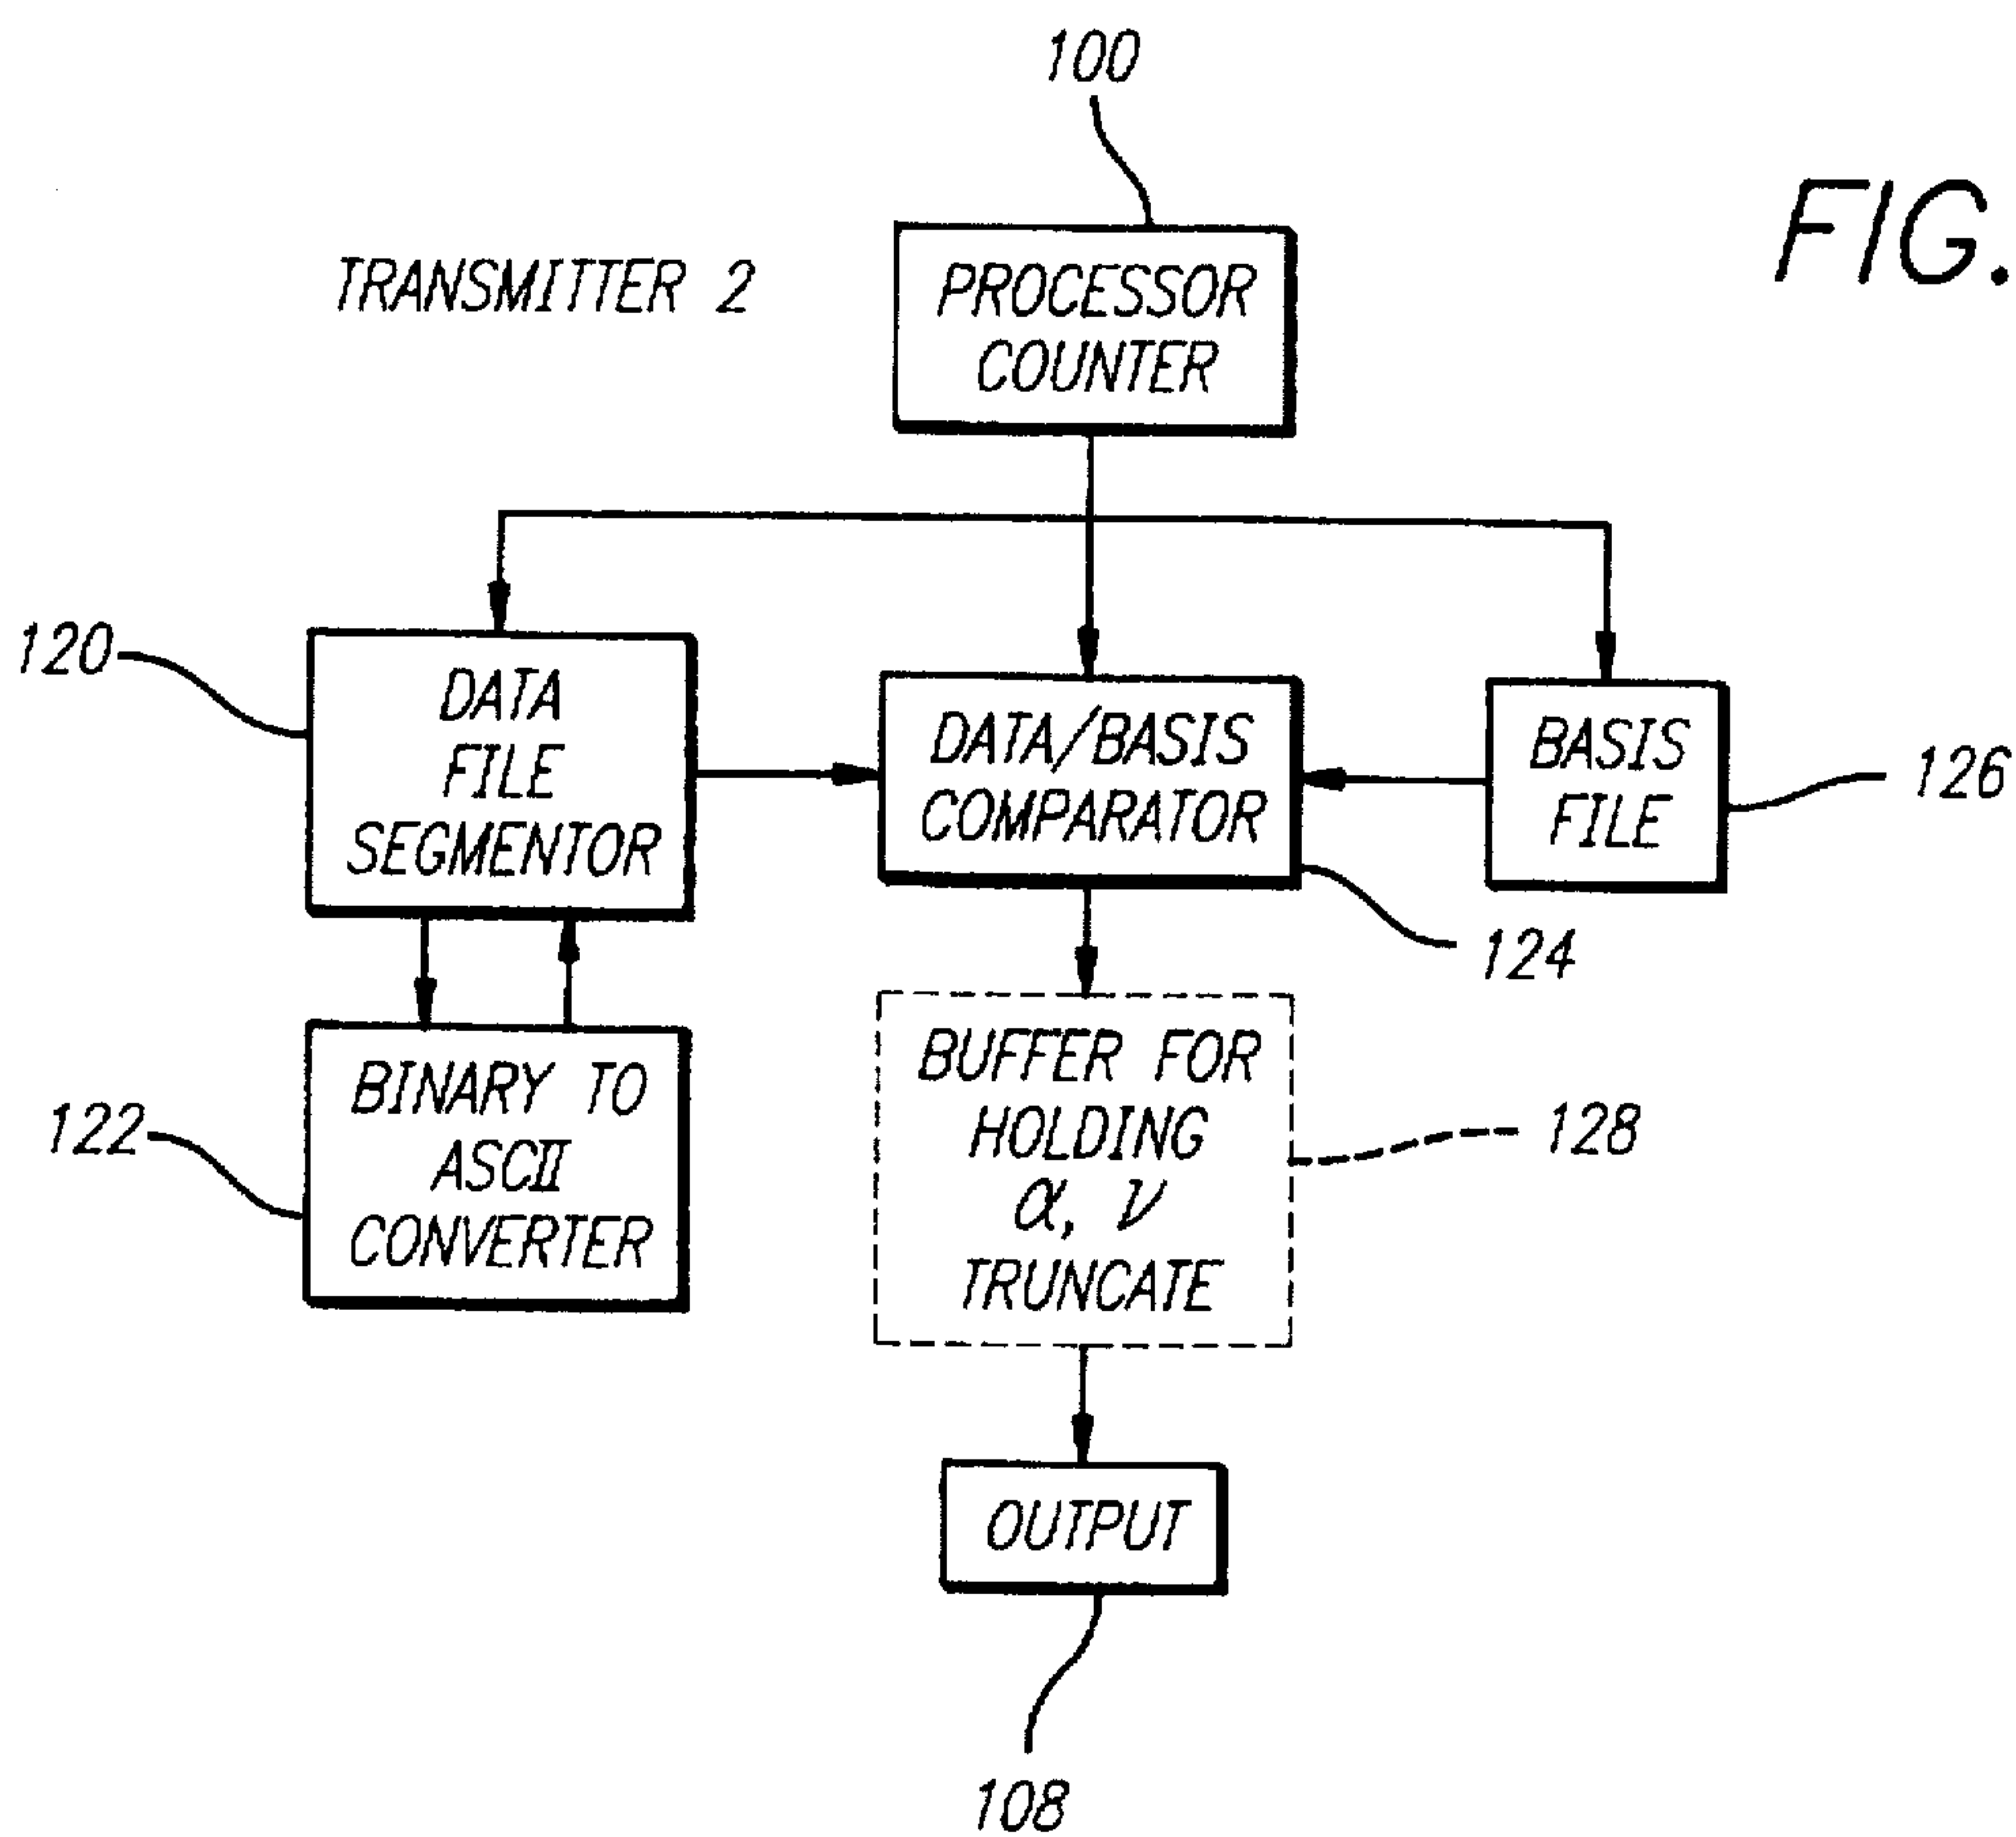 100
FIG.
TRANSMITTER 2
PROCESSOR
COUNTER
120
DATA
FILE
SEGMENTOR
DATA/BASIS
COMPARATOR
BASIS
FILE
126
124
122
BINARY TO
ASCII
CONVERTER
BUFFER FOR
HOLDING
α, ν
TRUNCATE
128
OUTPUT
108